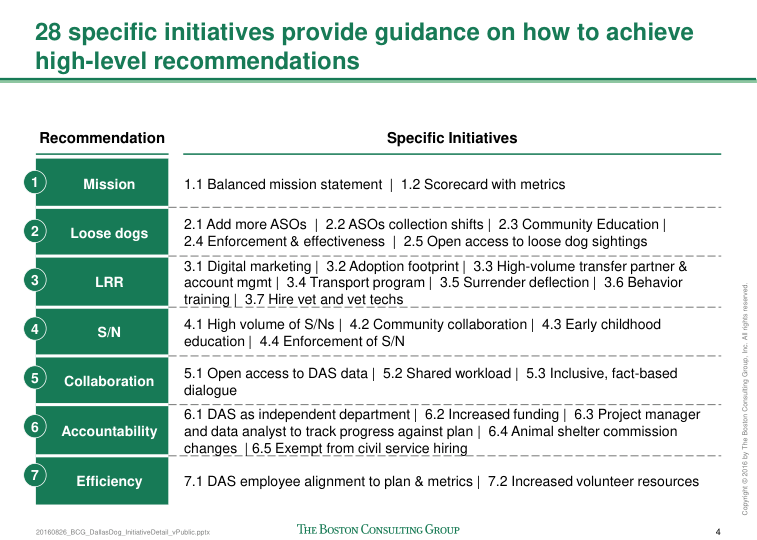 28 specific initiatives provide guidance on how to achieve
high-level recommendations
Recommendation
Specific Initiatives
1
Mission
1.1 Balanced mission statement | 1.2 Scorecard with metrics
2
Loose dogs
2.1 Add more ASOs | 2.2 ASOs collection shifts | 2.3 Community Education |
2.4 Enforcement & effectiveness | 2.5 Open access to loose dog sightings
3
LRR
3.1 Digital marketing | 3.2 Adoption footprint | 3.3 High-volume transfer partner &
account mgmt | 3.4 Transport program | 3.5 Surrender deflection | 3.6 Behavior
training | 3.7 Hire vet and vet techs
4
S/N
4.1 High volume of S/Ns | 4.2 Community collaboration | 4.3 Early childhood
education | 4.4 Enforcement of S/N
5
Collaboration
5.1 Open access to DAS data | 5.2 Shared workload | 5.3 Inclusive, fact-based
dialogue
6
Accountability
6.1 DAS as independent department | 6.2 Increased funding | 6.3 Project manager
and data analyst to track progress against plan | 6.4 Animal shelter commission
changes | 6.5 Exempt from civil service hiring
7
Efficiency
7.1 DAS employee alignment to plan & metrics | 7.2 Increased volunteer resources
Copyright © 2016 by The Boston Consulting Group, Inc. All rights reserved.
20160826_BCG_DallasDog_InitiativeDetail_vPublic.pptx
THE BOSTON CONSULTING GROUP
4